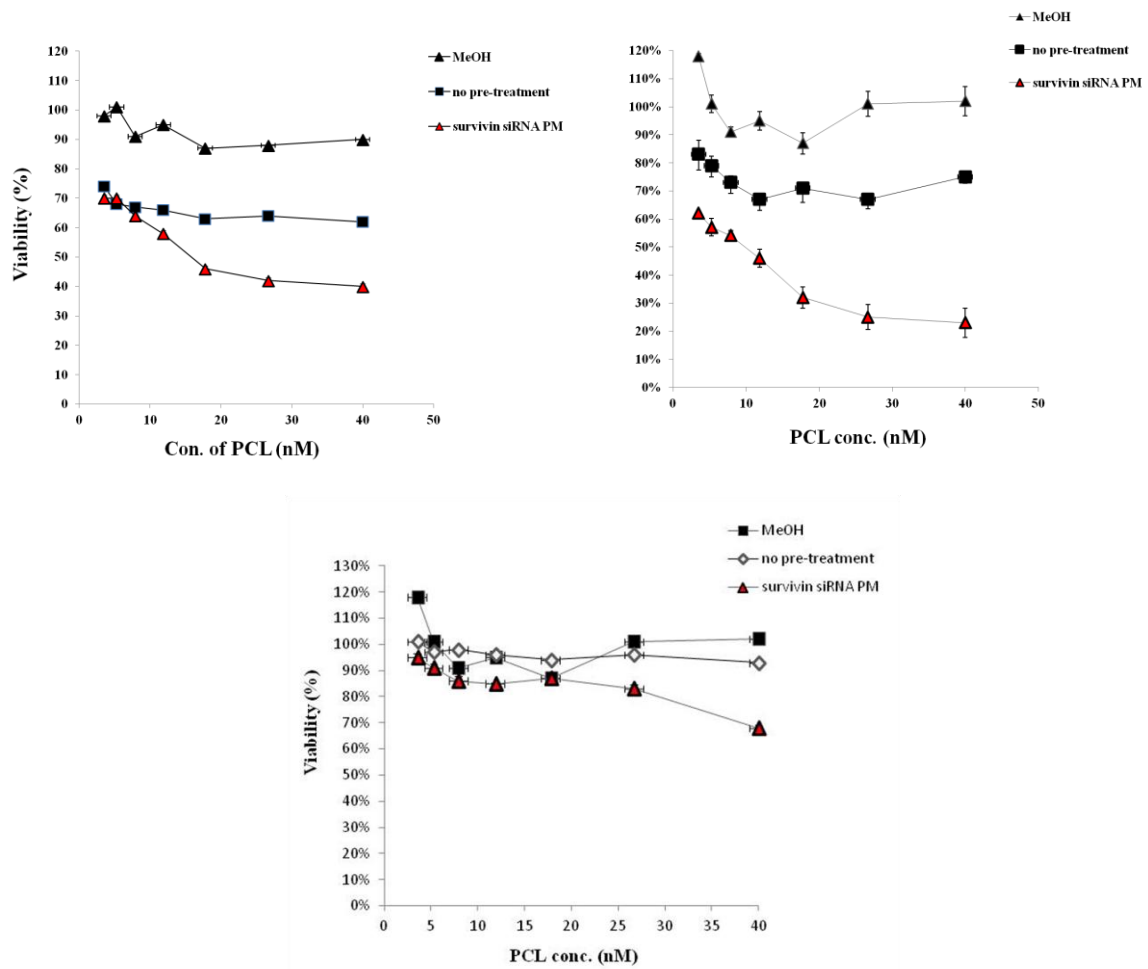 MeOH
no pre-treatment
survivin siRNA PM
120
110
100
90
80
70
60
50
40
30
20
10
0
Viability (%)
0 10 20 30 40 50
Con. of PCL (nM)
MeOH
no pre-treatment
survivin siRNA PM
120%
110%
100%
90%
80%
70%
60%
50%
40%
30%
20%
10%
0%
0 10 20 30 40 50
PCL conc. (nM)
MeOH
no pre-treatment
survivin siRNA PM
130%
120%
110%
100%
90%
80%
70%
60%
50%
40%
30%
20%
10%
0%
Viability (%)
0 5 10 15 20 25 30 35 40
PCL conc. (nM)